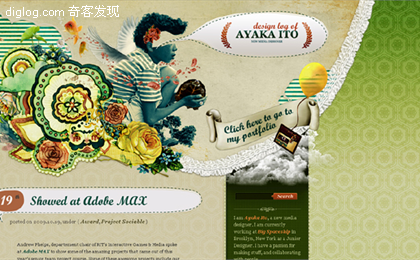 diglog.com 奇客发现
design log of
AYAKA ITO
Click here to go to
my portfolio
19
Showed at Adobe MAX
posted on 2009.10.29, under { Award, Project Sociable }
Search
I am Ayaka Ito, a new media
designer. I am currently
working at Big Spaceship in
Brooklyn, New York as a Junior
Designer. I have a passion for
making stuff, and collaborating
Andrew Phelps, department chair of RIT's Interactive Games & Media spoke
at Adobe MAX to show some of the amazing projects that came out of this